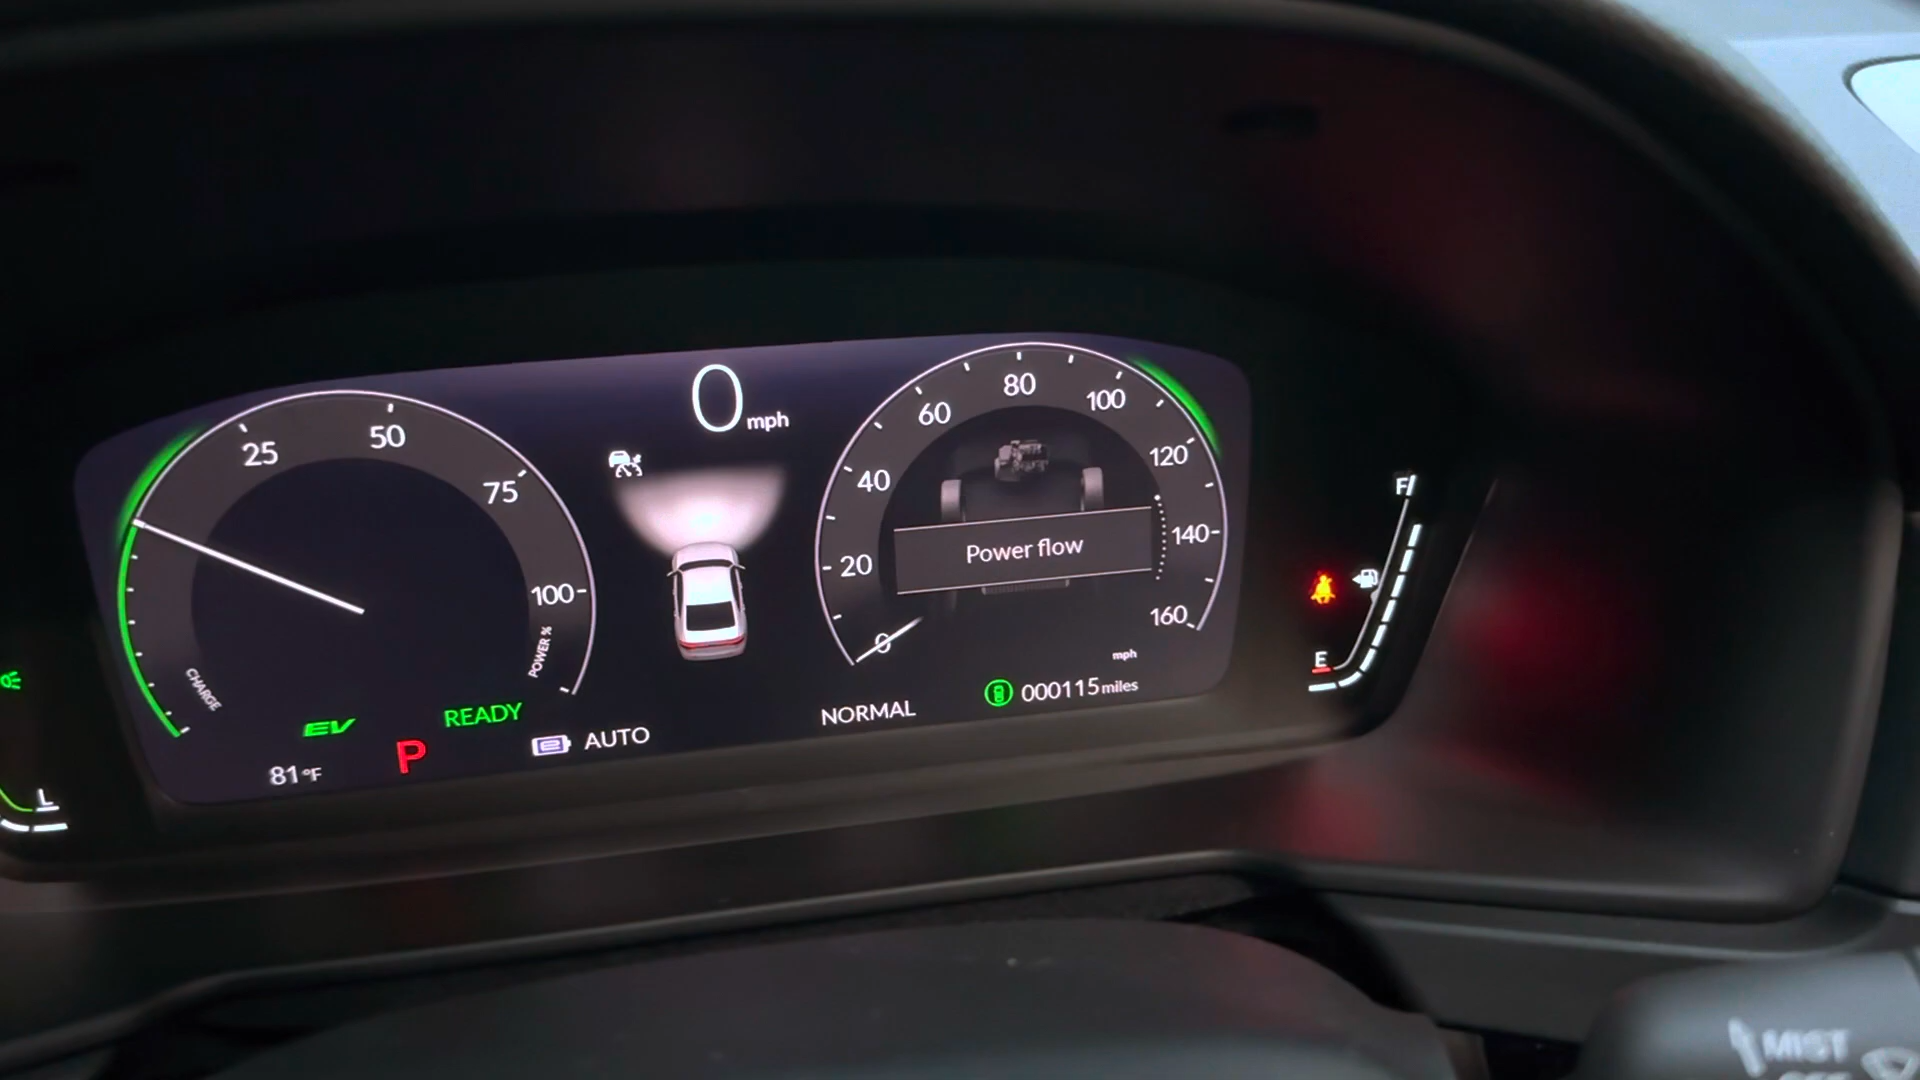 0 mph
25
50
75
100
CHARGE
POWER %
EV
READY
81°F
P
AUTO
0
20
40
60
80
100
120
140
160
mph
Power flow
NORMAL
000115 miles
F
E
L
MIST